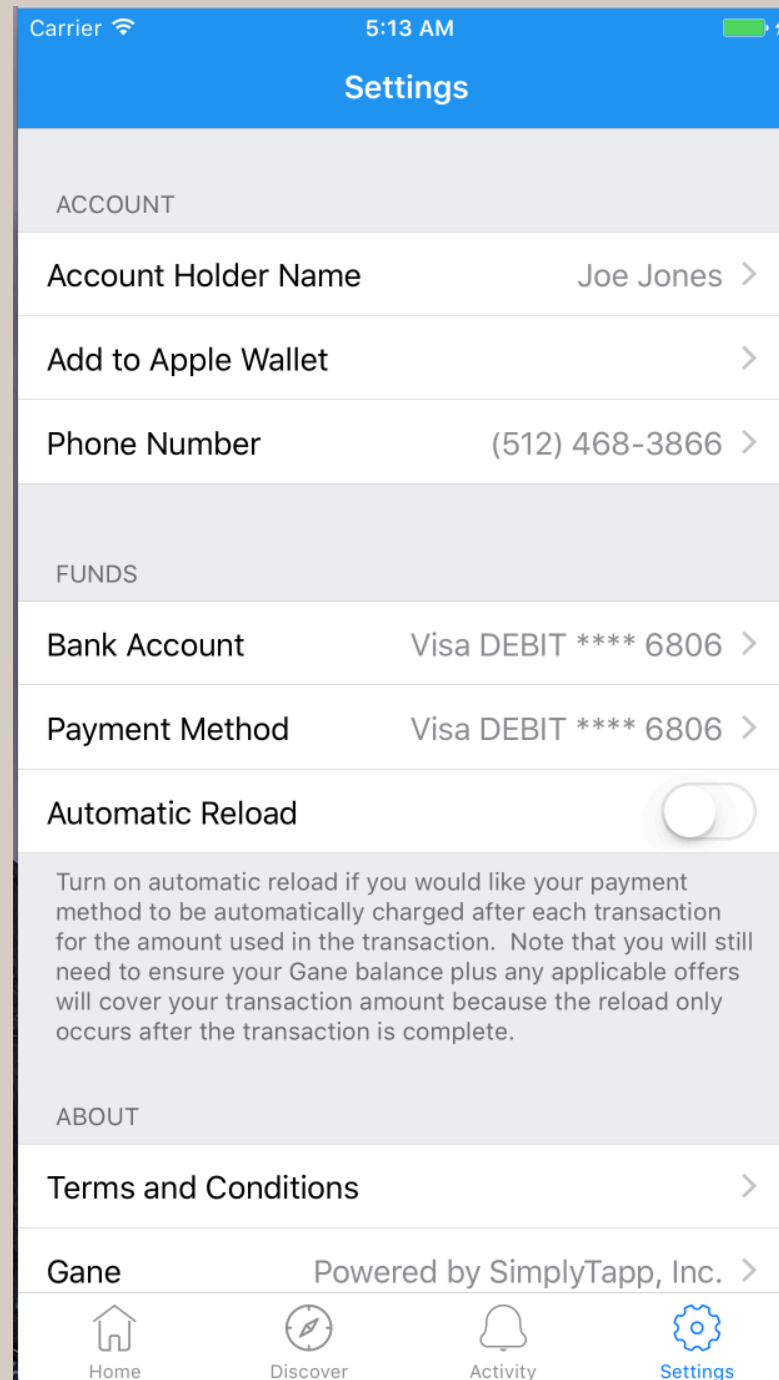 Carrier 5:13 AM
Settings
ACCOUNT
Account Holder Name Joe Jones
Add to Apple Wallet
Phone Number (512) 468-3866
FUNDS
Bank Account Visa DEBIT **** 6806
Payment Method Visa DEBIT **** 6806
Automatic Reload
Turn on automatic reload if you would like your payment
method to be automatically charged after each transaction
for the amount used in the transaction.  Note that you will still
need to ensure your Gane balance plus any applicable offers
will cover your transaction amount because the reload only
occurs after the transaction is complete.
ABOUT
Terms and Conditions
Gane Powered by SimplyTapp, Inc.
Home Discover Activity Settings